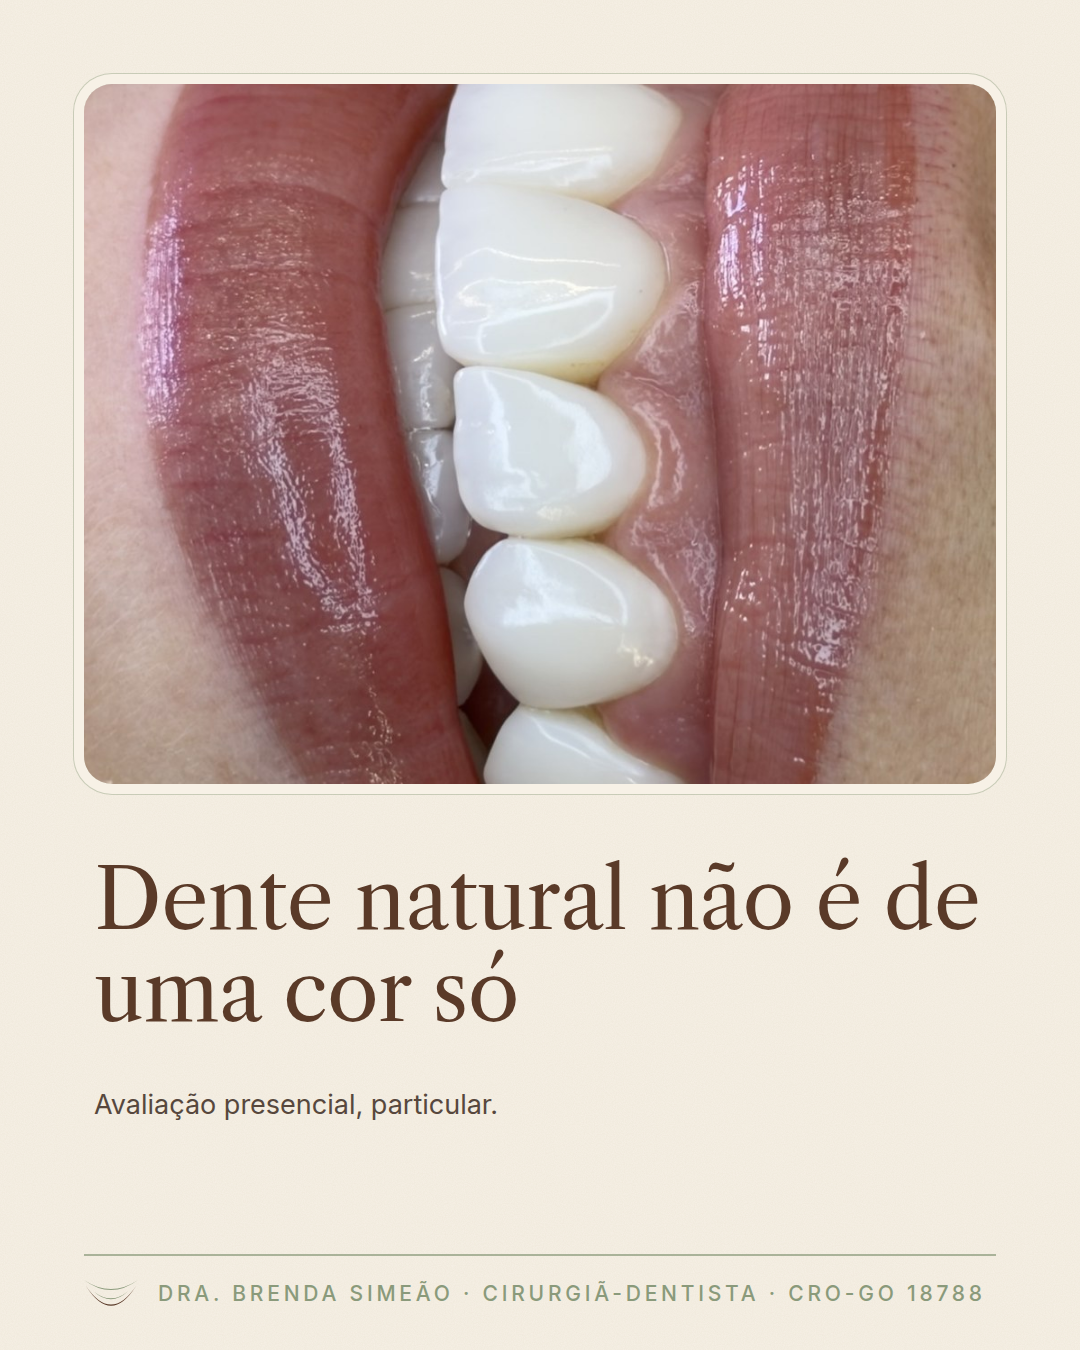 Dente natural não é de
uma cor só
Avaliação presencial, particular.
DRA. BRENDA SIMEÃO · CIRURGIÃ-DENTISTA · CRO-GO 18788